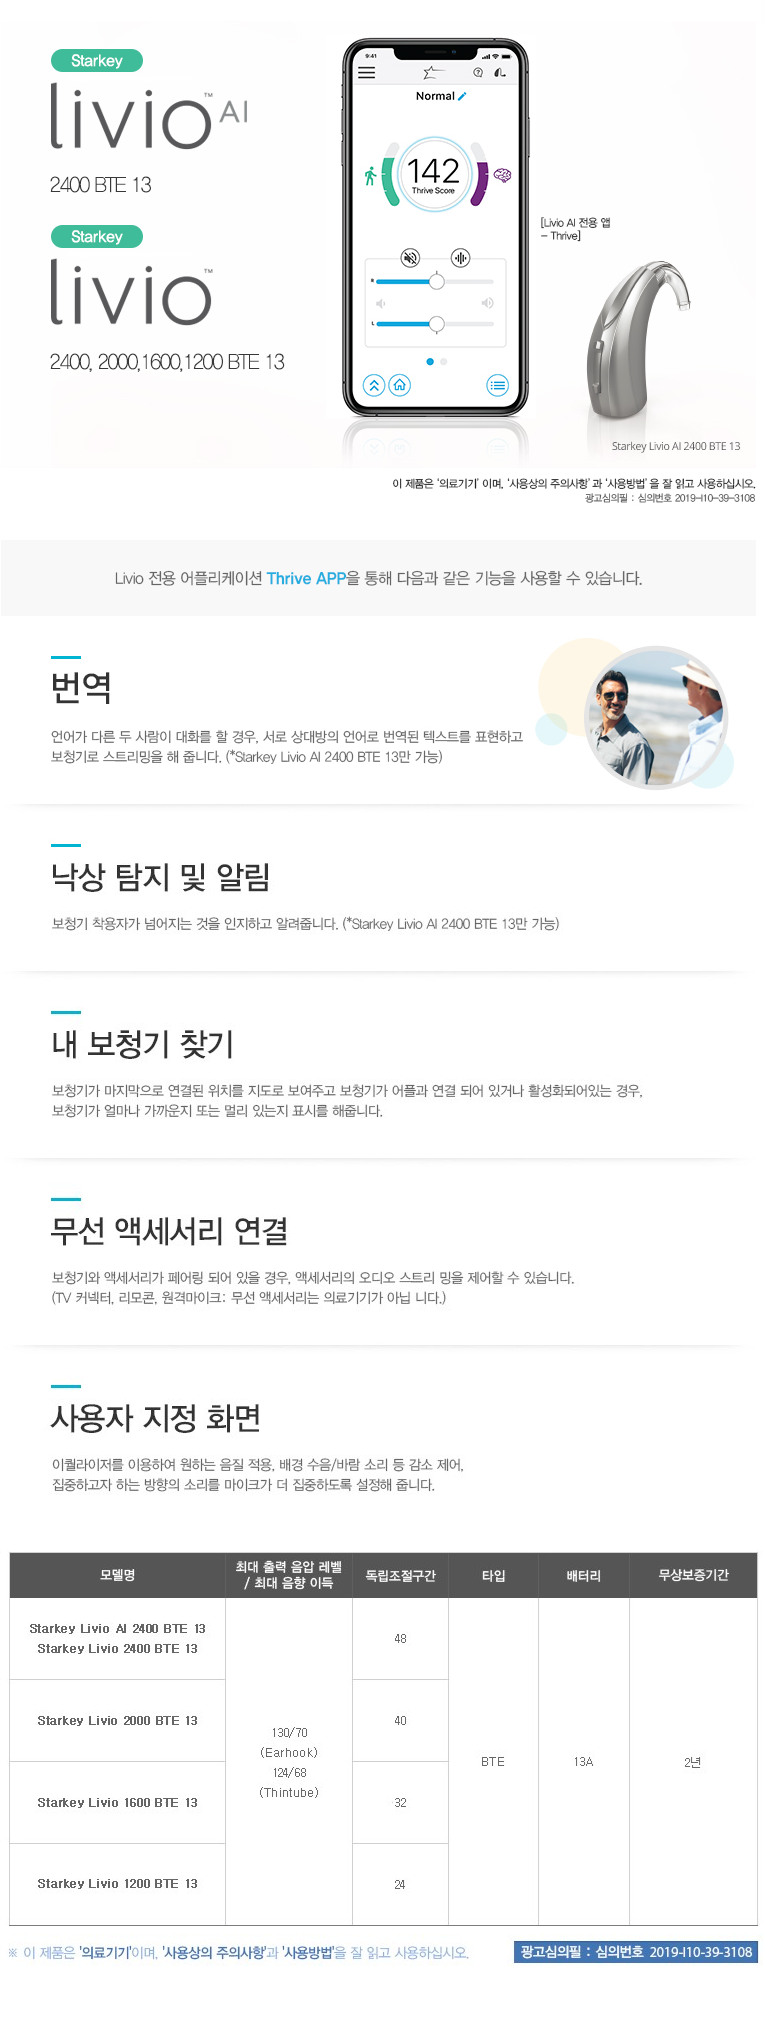 Starkey
livio™ AI
2400 BTE 13
Starkey
livio™
2400, 2000,1600,1200 BTE 13
9:41
Normal
142
Thrive Score
R
L
[Livio AI 전용 앱
- Thrive]
Starkey Livio AI 2400 BTE 13
이 제품은 '의료기기' 이며, '사용상의 주의사항' 과 '사용방법' 을 잘 읽고 사용하십시오.
광고심의필 : 심의번호 2019-I10-39-3108
Livio 전용 어플리케이션 Thrive APP을 통해 다음과 같은 기능을 사용할 수 있습니다.
번역
언어가 다른 두 사람이 대화를 할 경우, 서로 상대방의 언어로 번역된 텍스트를 표현하고
보청기로 스트리밍을 해 줍니다. (*Starkey Livio AI 2400 BTE 13만 가능)
낙상 탐지 및 알림
보청기 착용자가 넘어지는 것을 인지하고 알려줍니다. (*Starkey Livio AI 2400 BTE 13만 가능)
내 보청기 찾기
보청기가 마지막으로 연결된 위치를 지도로 보여주고 보청기가 어플과 연결 되어 있거나 활성화되어있는 경우,
보청기가 얼마나 가까운지 또는 멀리 있는지 표시를 해줍니다.
무선 액세서리 연결
보청기와 액세서리가 페어링 되어 있을 경우, 액세서리의 오디오 스트리 밍을 제어할 수 있습니다.
(TV 커넥터, 리모콘, 원격마이크: 무선 액세서리는 의료기기가 아닙 니다.)
사용자 지정 화면
이퀄라이저를 이용하여 원하는 음질 적용, 배경 수음/바람 소리 등 감소 제어,
집중하고자 하는 방향의 소리를 마이크가 더 집중하도록 설정해 줍니다.
모델명
최대 출력 음압 레벨
/ 최대 음향 이득
독립조절구간
타입
배터리
무상보증기간
Starkey Livio AI 2400 BTE 13
Starkey Livio 2400 BTE 13
48
Starkey Livio 2000 BTE 13
40
130/70
(Earhook)
124/68
(Thintube)
BTE
13A
2년
Starkey Livio 1600 BTE 13
32
Starkey Livio 1200 BTE 13
24
※ 이 제품은 '의료기기'이며, '사용상의 주의사항'과 '사용방법'을 잘 읽고 사용하십시오.
광고심의필 : 심의번호 2019-I10-39-3108